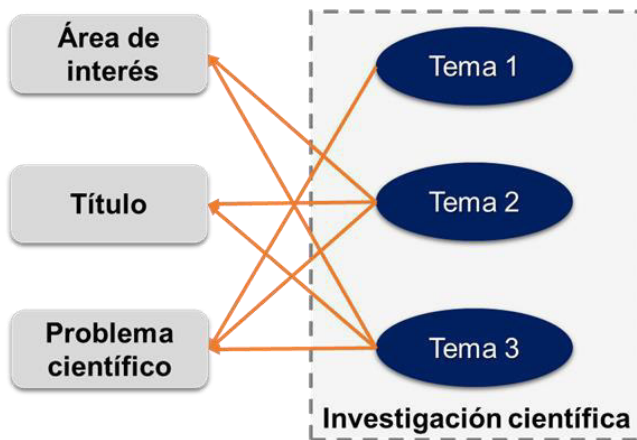 Área de
interés
Tema 1
Título
Tema 2
Problema
científico
Tema 3
Investigación científica